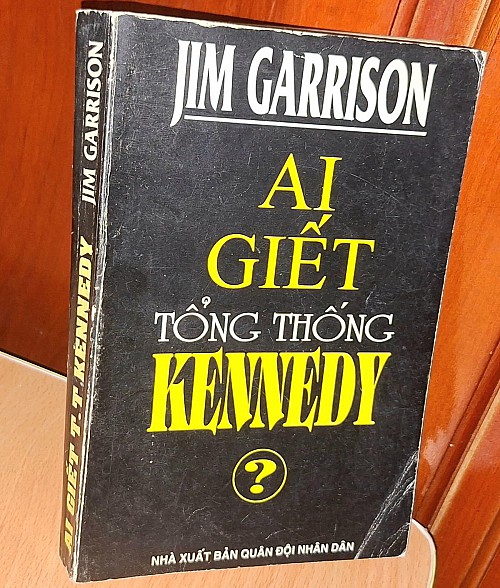 JIM GARRISON
AI
GIẾT
TỔNG THỐNG
KENNEDY
?
NHÀ XUẤT BẢN QUÂN ĐỘI NHÂN DÂN
AI GIẾT T.T.KENNEDY JIM GARRISON